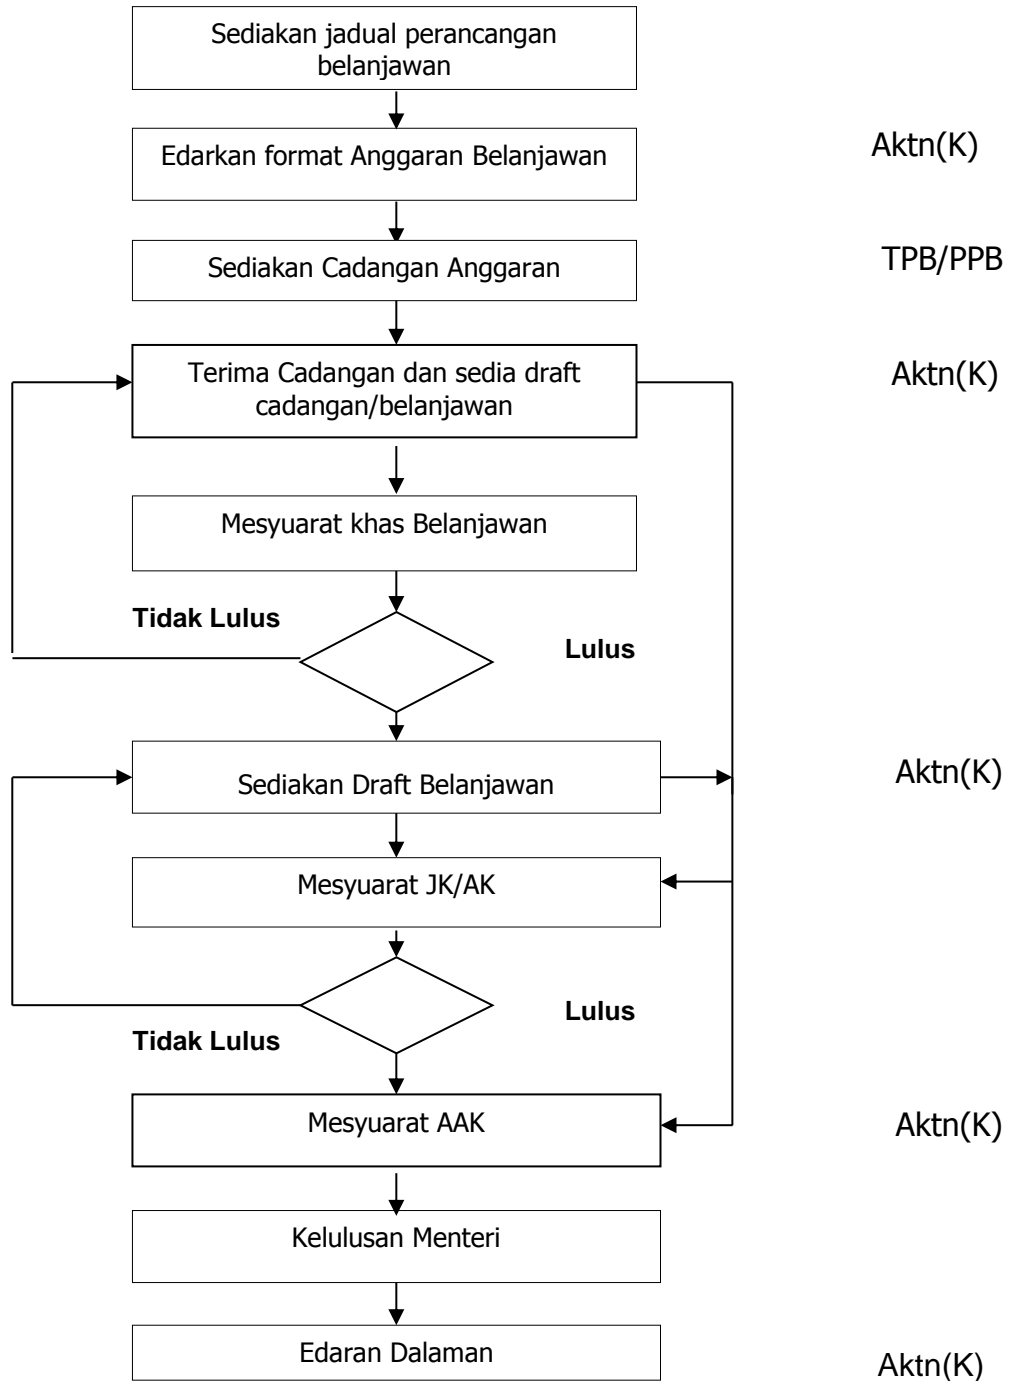 Sediakan jadual perancangan
belanjawan
Edarkan format Anggaran Belanjawan
Aktn(K)
Sediakan Cadangan Anggaran
TPB/PPB
Terima Cadangan dan sedia draft
cadangan/belanjawan
Aktn(K)
Mesyuarat khas Belanjawan
Tidak Lulus
Lulus
Sediakan Draft Belanjawan
Aktn(K)
Mesyuarat JK/AK
Lulus
Tidak Lulus
Mesyuarat AAK
Aktn(K)
Kelulusan Menteri
Edaran Dalaman
Aktn(K)